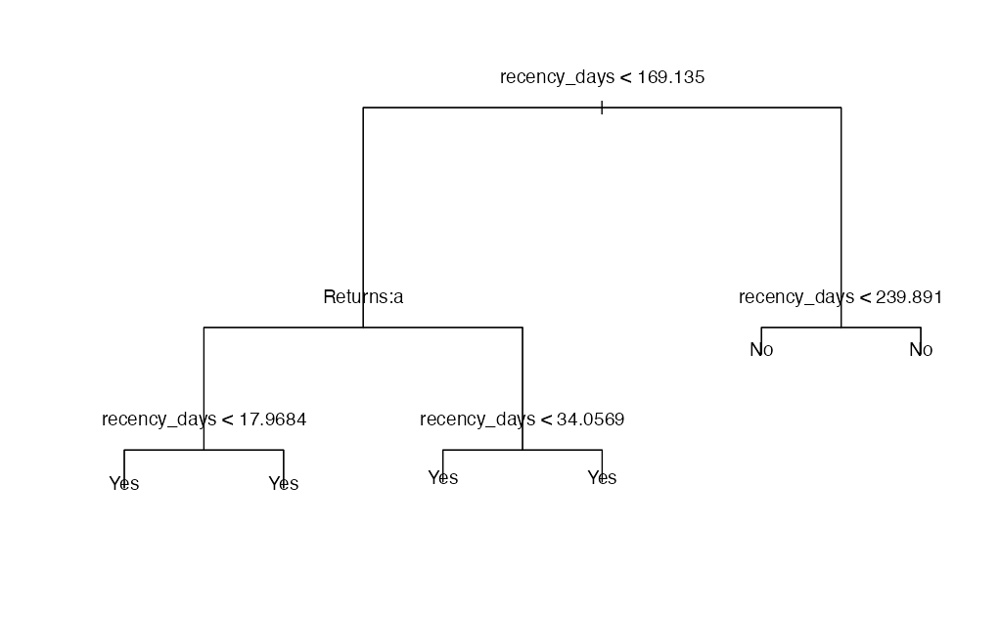 recency_days < 169.135
Returns:a
recency_days < 239.891
No
No
recency_days < 17.9684
recency_days < 34.0569
Yes
Yes
Yes
Yes